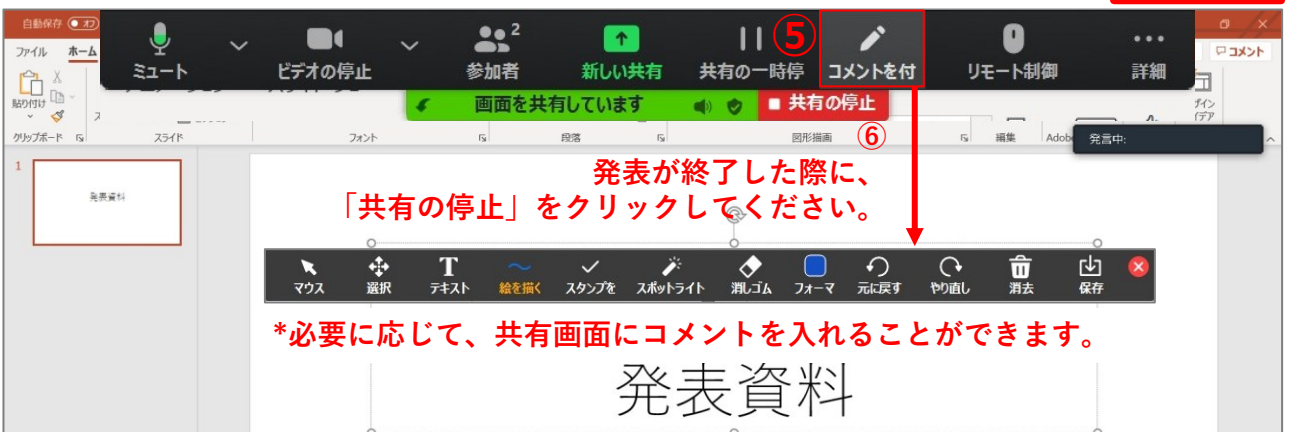 自動保存 オフ
ファイル ホーム
コメント
ミュート ビデオの停止 参加者 2 新しい共有 共有の一時停 ⑤ コメントを付 リモート制御 詳細
貼り付け
画面を共有しています 共有の停止
クリップボード スライド フォント 段落 図形描画 ⑥ 編集 Adob 発言中:
1
発表資料
発表が終了した際に、
「共有の停止」をクリックしてください。
マウス 選択 テキスト 絵を描く スタンプを スポットライト 消しゴム フォーマ 元に戻す やり直し 消去 保存
*必要に応じて、共有画面にコメントを入れることができます。
発表資料